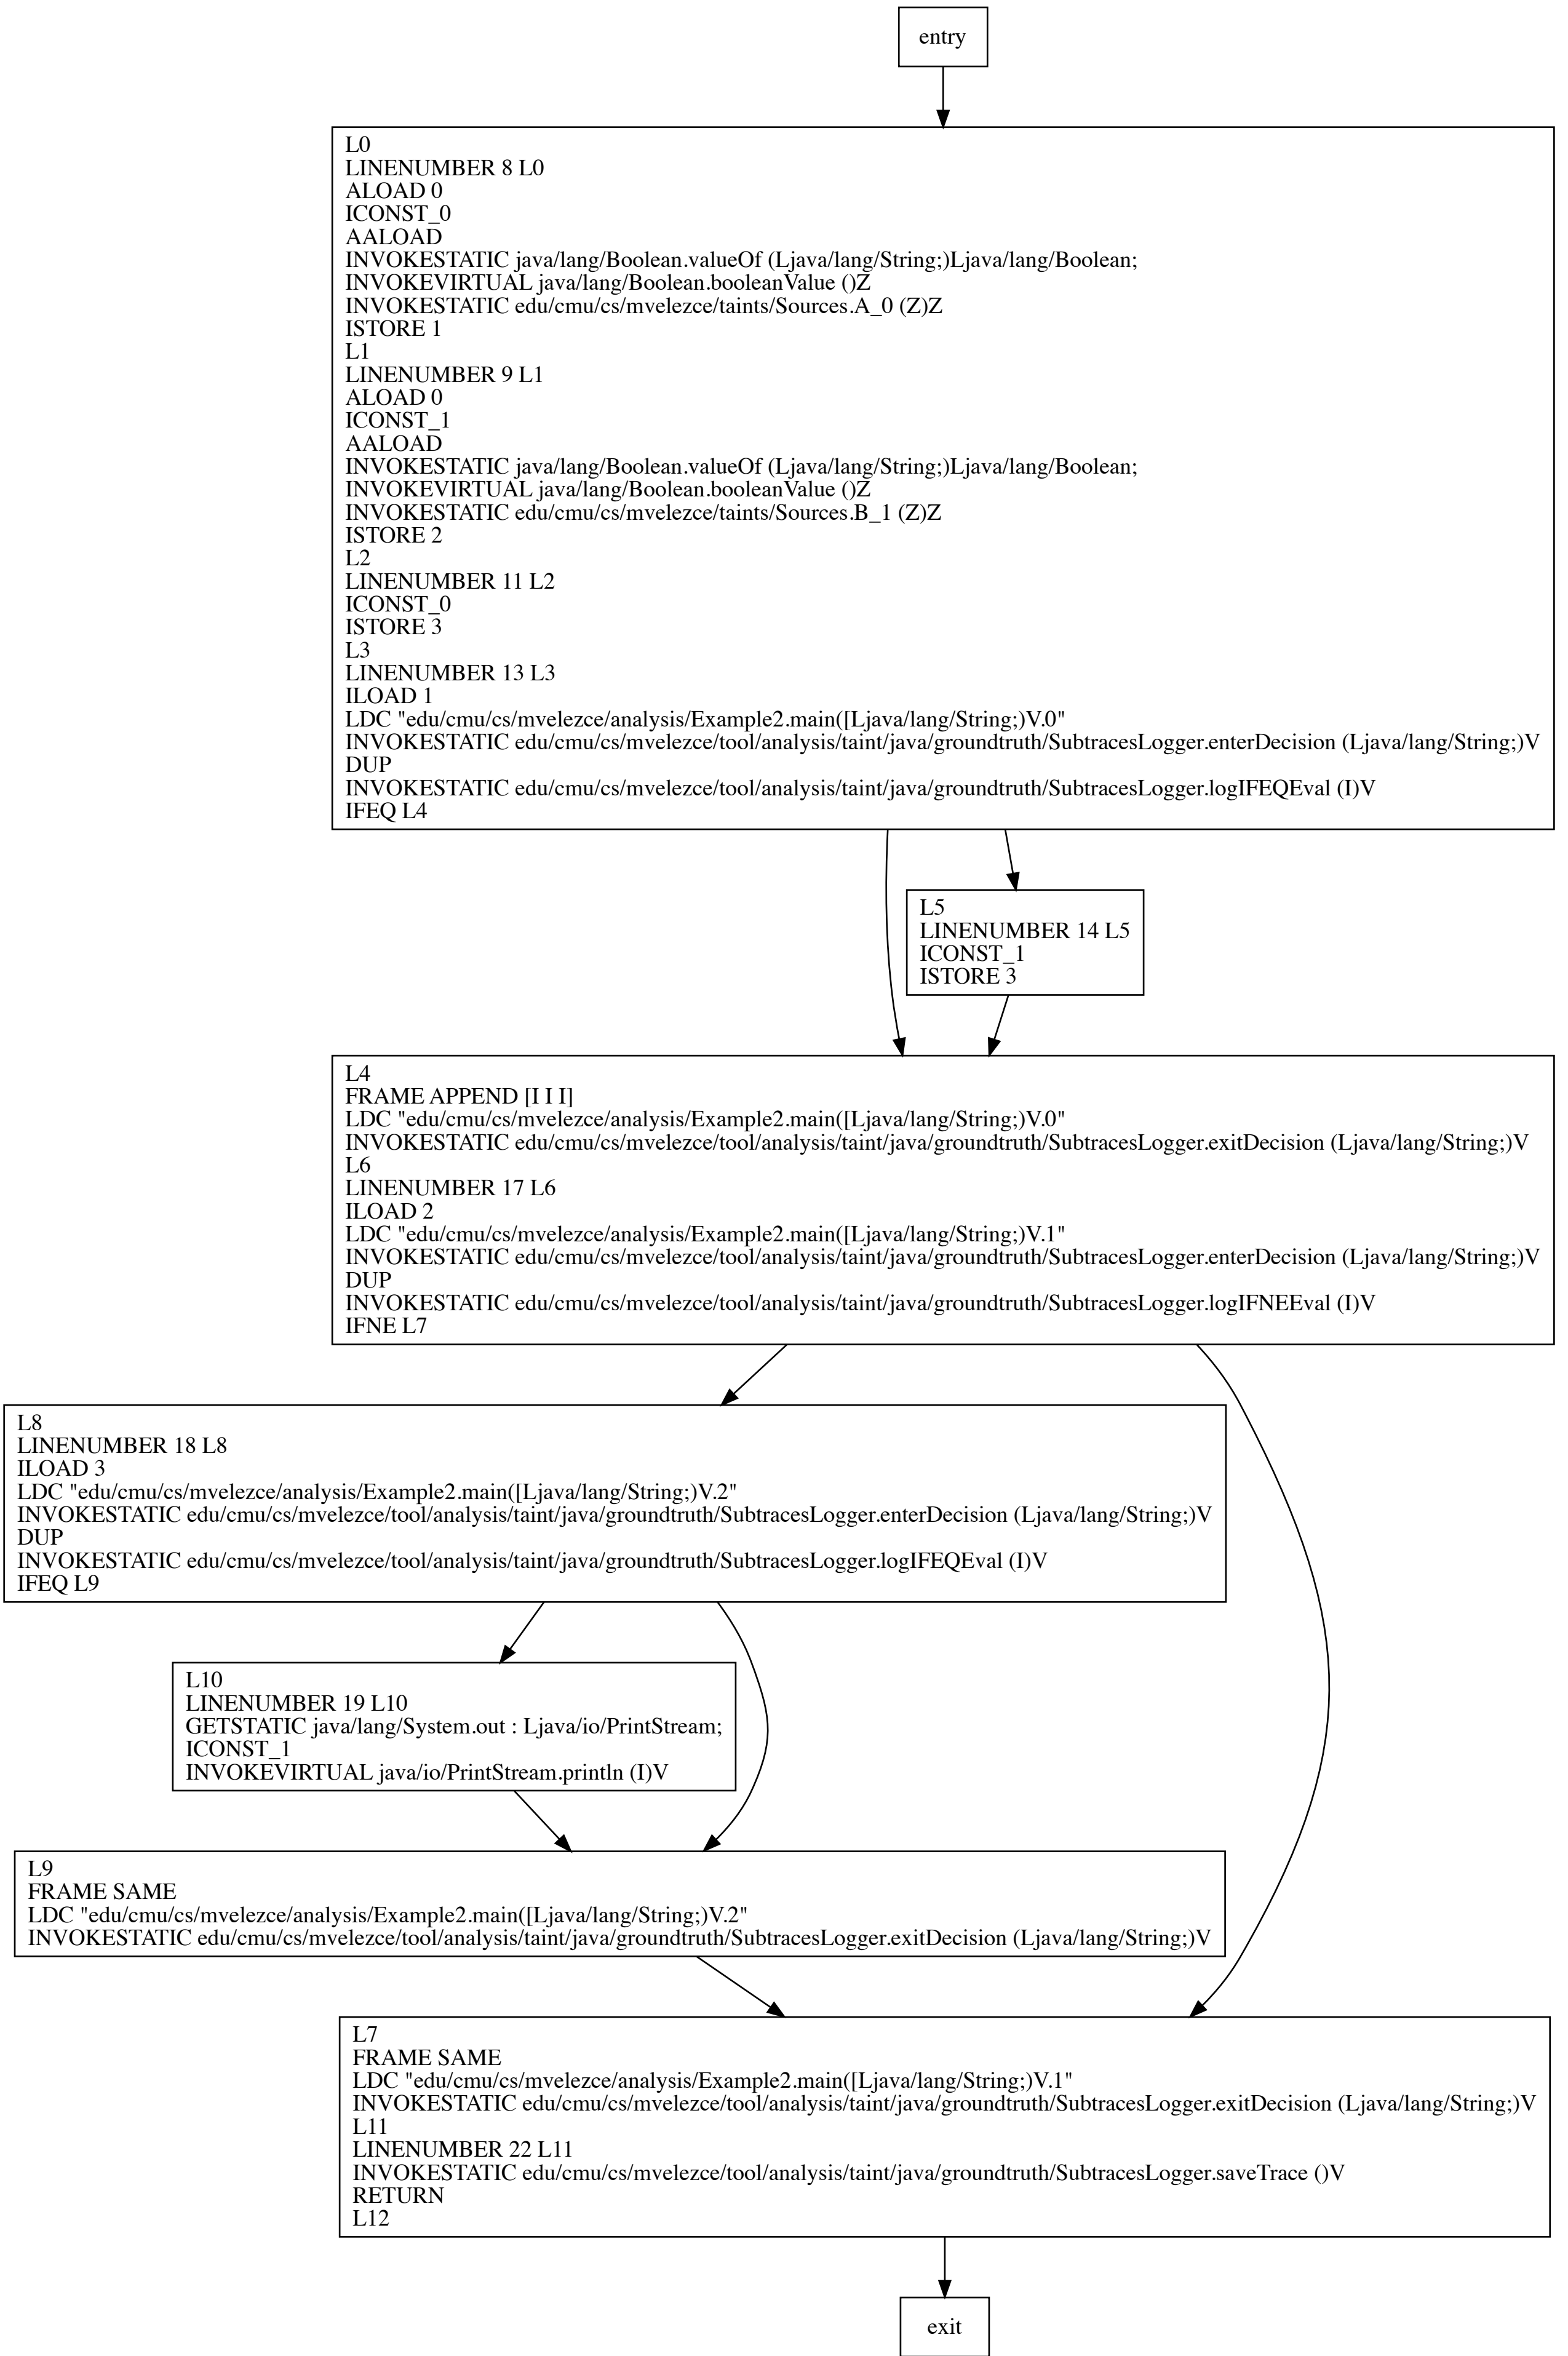 entry
L0
LINENUMBER 8 L0
ALOAD 0
ICONST_0
AALOAD
INVOKESTATIC java/lang/Boolean.valueOf (Ljava/lang/String;)Ljava/lang/Boolean;
INVOKEVIRTUAL java/lang/Boolean.booleanValue ()Z
INVOKESTATIC edu/cmu/cs/mvelezce/taints/Sources.A_0 (Z)Z
ISTORE 1
L1
LINENUMBER 9 L1
ALOAD 0
ICONST_1
AALOAD
INVOKESTATIC java/lang/Boolean.valueOf (Ljava/lang/String;)Ljava/lang/Boolean;
INVOKEVIRTUAL java/lang/Boolean.booleanValue ()Z
INVOKESTATIC edu/cmu/cs/mvelezce/taints/Sources.B_1 (Z)Z
ISTORE 2
L2
LINENUMBER 11 L2
ICONST_0
ISTORE 3
L3
LINENUMBER 13 L3
ILOAD 1
LDC "edu/cmu/cs/mvelezce/analysis/Example2.main([Ljava/lang/String;)V.0"
INVOKESTATIC edu/cmu/cs/mvelezce/tool/analysis/taint/java/groundtruth/SubtracesLogger.enterDecision (Ljava/lang/String;)V
DUP
INVOKESTATIC edu/cmu/cs/mvelezce/tool/analysis/taint/java/groundtruth/SubtracesLogger.logIFEQEval (I)V
IFEQ L4
L5
LINENUMBER 14 L5
ICONST_1
ISTORE 3
L4
FRAME APPEND [I I I]
LDC "edu/cmu/cs/mvelezce/analysis/Example2.main([Ljava/lang/String;)V.0"
INVOKESTATIC edu/cmu/cs/mvelezce/tool/analysis/taint/java/groundtruth/SubtracesLogger.exitDecision (Ljava/lang/String;)V
L6
LINENUMBER 17 L6
ILOAD 2
LDC "edu/cmu/cs/mvelezce/analysis/Example2.main([Ljava/lang/String;)V.1"
INVOKESTATIC edu/cmu/cs/mvelezce/tool/analysis/taint/java/groundtruth/SubtracesLogger.enterDecision (Ljava/lang/String;)V
DUP
INVOKESTATIC edu/cmu/cs/mvelezce/tool/analysis/taint/java/groundtruth/SubtracesLogger.logIFNEEval (I)V
IFNE L7
L8
LINENUMBER 18 L8
ILOAD 3
LDC "edu/cmu/cs/mvelezce/analysis/Example2.main([Ljava/lang/String;)V.2"
INVOKESTATIC edu/cmu/cs/mvelezce/tool/analysis/taint/java/groundtruth/SubtracesLogger.enterDecision (Ljava/lang/String;)V
DUP
INVOKESTATIC edu/cmu/cs/mvelezce/tool/analysis/taint/java/groundtruth/SubtracesLogger.logIFEQEval (I)V
IFEQ L9
L10
LINENUMBER 19 L10
GETSTATIC java/lang/System.out : Ljava/io/PrintStream;
ICONST_1
INVOKEVIRTUAL java/io/PrintStream.println (I)V
L9
FRAME SAME
LDC "edu/cmu/cs/mvelezce/analysis/Example2.main([Ljava/lang/String;)V.2"
INVOKESTATIC edu/cmu/cs/mvelezce/tool/analysis/taint/java/groundtruth/SubtracesLogger.exitDecision (Ljava/lang/String;)V
L7
FRAME SAME
LDC "edu/cmu/cs/mvelezce/analysis/Example2.main([Ljava/lang/String;)V.1"
INVOKESTATIC edu/cmu/cs/mvelezce/tool/analysis/taint/java/groundtruth/SubtracesLogger.exitDecision (Ljava/lang/String;)V
L11
LINENUMBER 22 L11
INVOKESTATIC edu/cmu/cs/mvelezce/tool/analysis/taint/java/groundtruth/SubtracesLogger.saveTrace ()V
RETURN
L12
exit